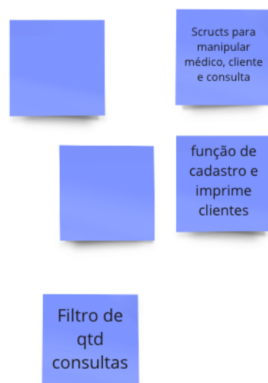 Scructs para
manipular
médico, cliente
e consulta
função de
cadastro e
imprime
clientes
Filtro de
qtd
consultas